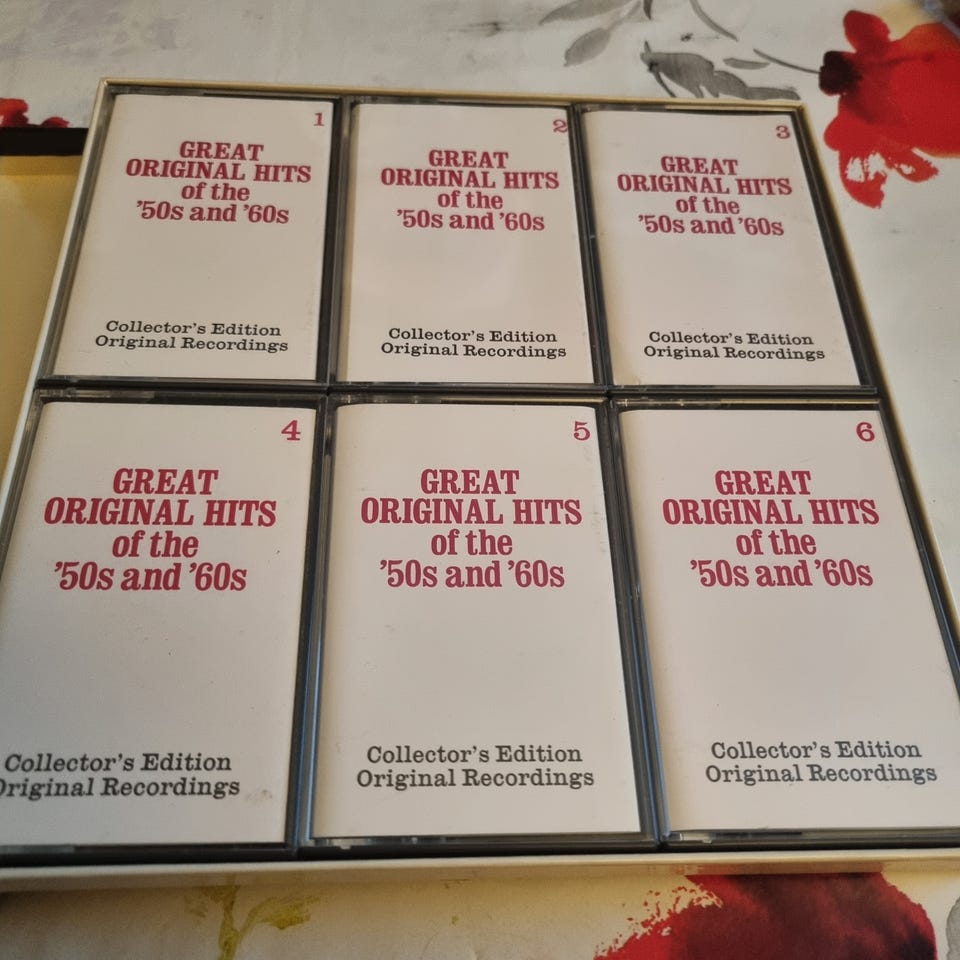 1
GREAT
ORIGINAL HITS
of the
'50s and '60s
Collector's Edition
Original Recordings
2
GREAT
ORIGINAL HITS
of the
'50s and '60s
Collector's Edition
Original Recordings
3
GREAT
ORIGINAL HITS
of the
'50s and '60s
Collector's Edition
Original Recordings
4
GREAT
ORIGINAL HITS
of the
'50s and '60s
Collector's Edition
Original Recordings
5
GREAT
ORIGINAL HITS
of the
'50s and '60s
Collector's Edition
Original Recordings
6
GREAT
ORIGINAL HITS
of the
'50s and '60s
Collector's Edition
Original Recordings